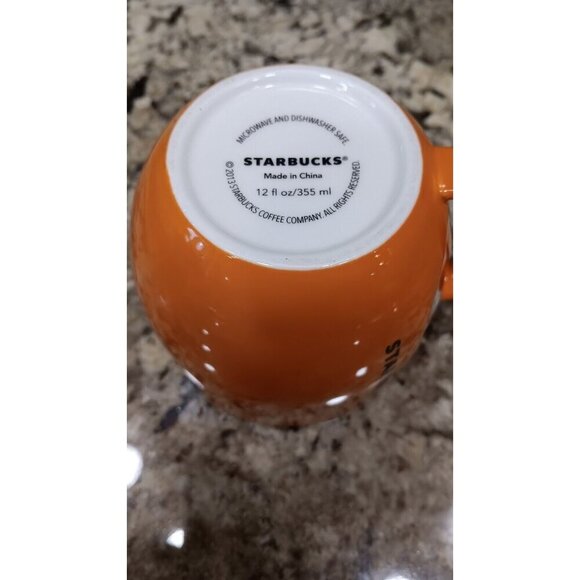 MICROWAVE AND DISHWASHER SAFE.
STARBUCKS®
Made in China
12 fl oz/355 ml
© 2013 STARBUCKS COFFEE COMPANY. ALL RIGHTS RESERVED.
STA